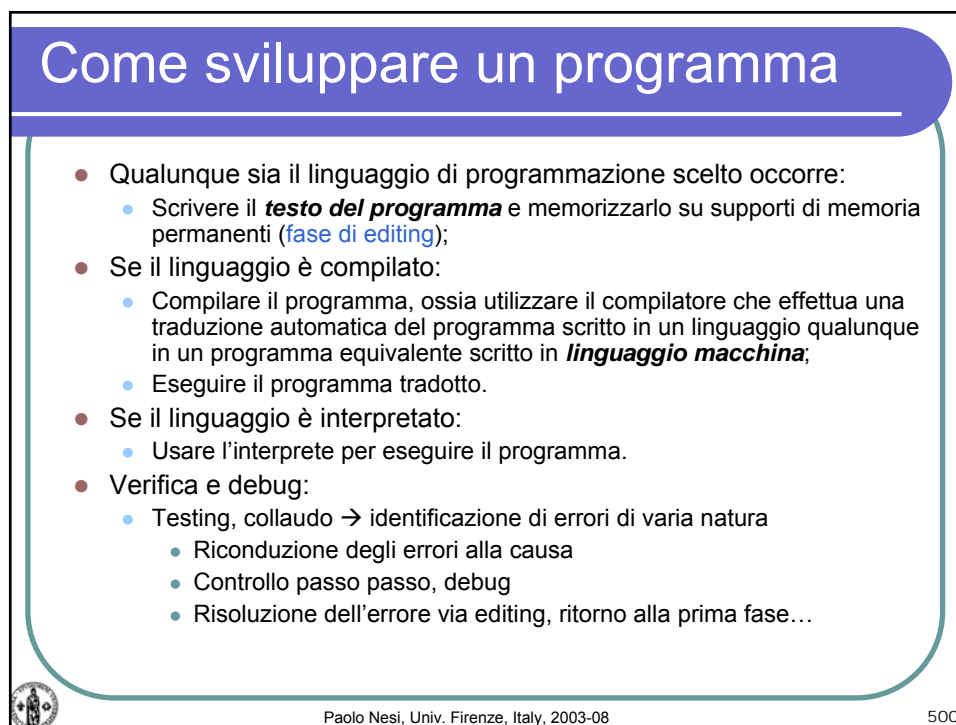 Come sviluppare un programma
● Qualunque sia il linguaggio di programmazione scelto occorre:
● Scrivere il testo del programma e memorizzarlo su supporti di memoria
permanenti (fase di editing);
● Se il linguaggio è compilato:
● Compilare il programma, ossia utilizzare il compilatore che effettua una
traduzione automatica del programma scritto in un linguaggio qualunque
in un programma equivalente scritto in linguaggio macchina;
● Eseguire il programma tradotto.
● Se il linguaggio è interpretato:
● Usare l’interprete per eseguire il programma.
● Verifica e debug:
● Testing, collaudo → identificazione di errori di varia natura
● Riconduzione degli errori alla causa
● Controllo passo passo, debug
● Risoluzione dell’errore via editing, ritorno alla prima fase…
Paolo Nesi, Univ. Firenze, Italy, 2003-08
500